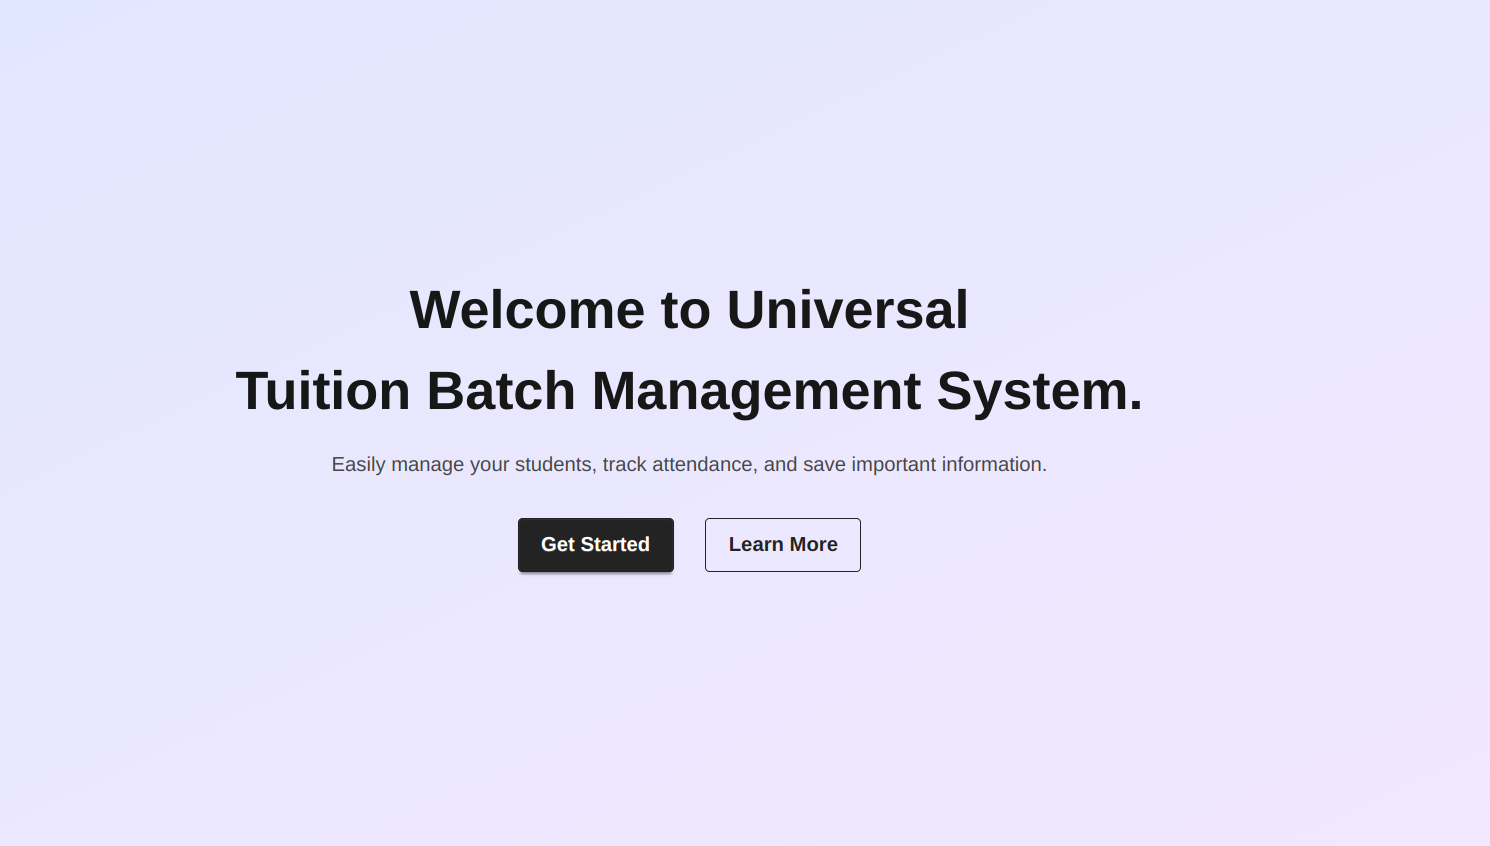 Welcome to Universal
Tuition Batch Management System.
Easily manage your students, track attendance, and save important information.
Get Started
Learn More